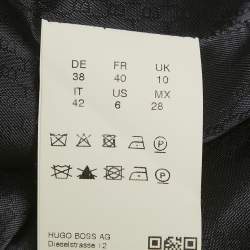 DE FR UK
38 40 10
IT US MX
42 6 28
HUGO BOSS AG
Dieselstrasse 12